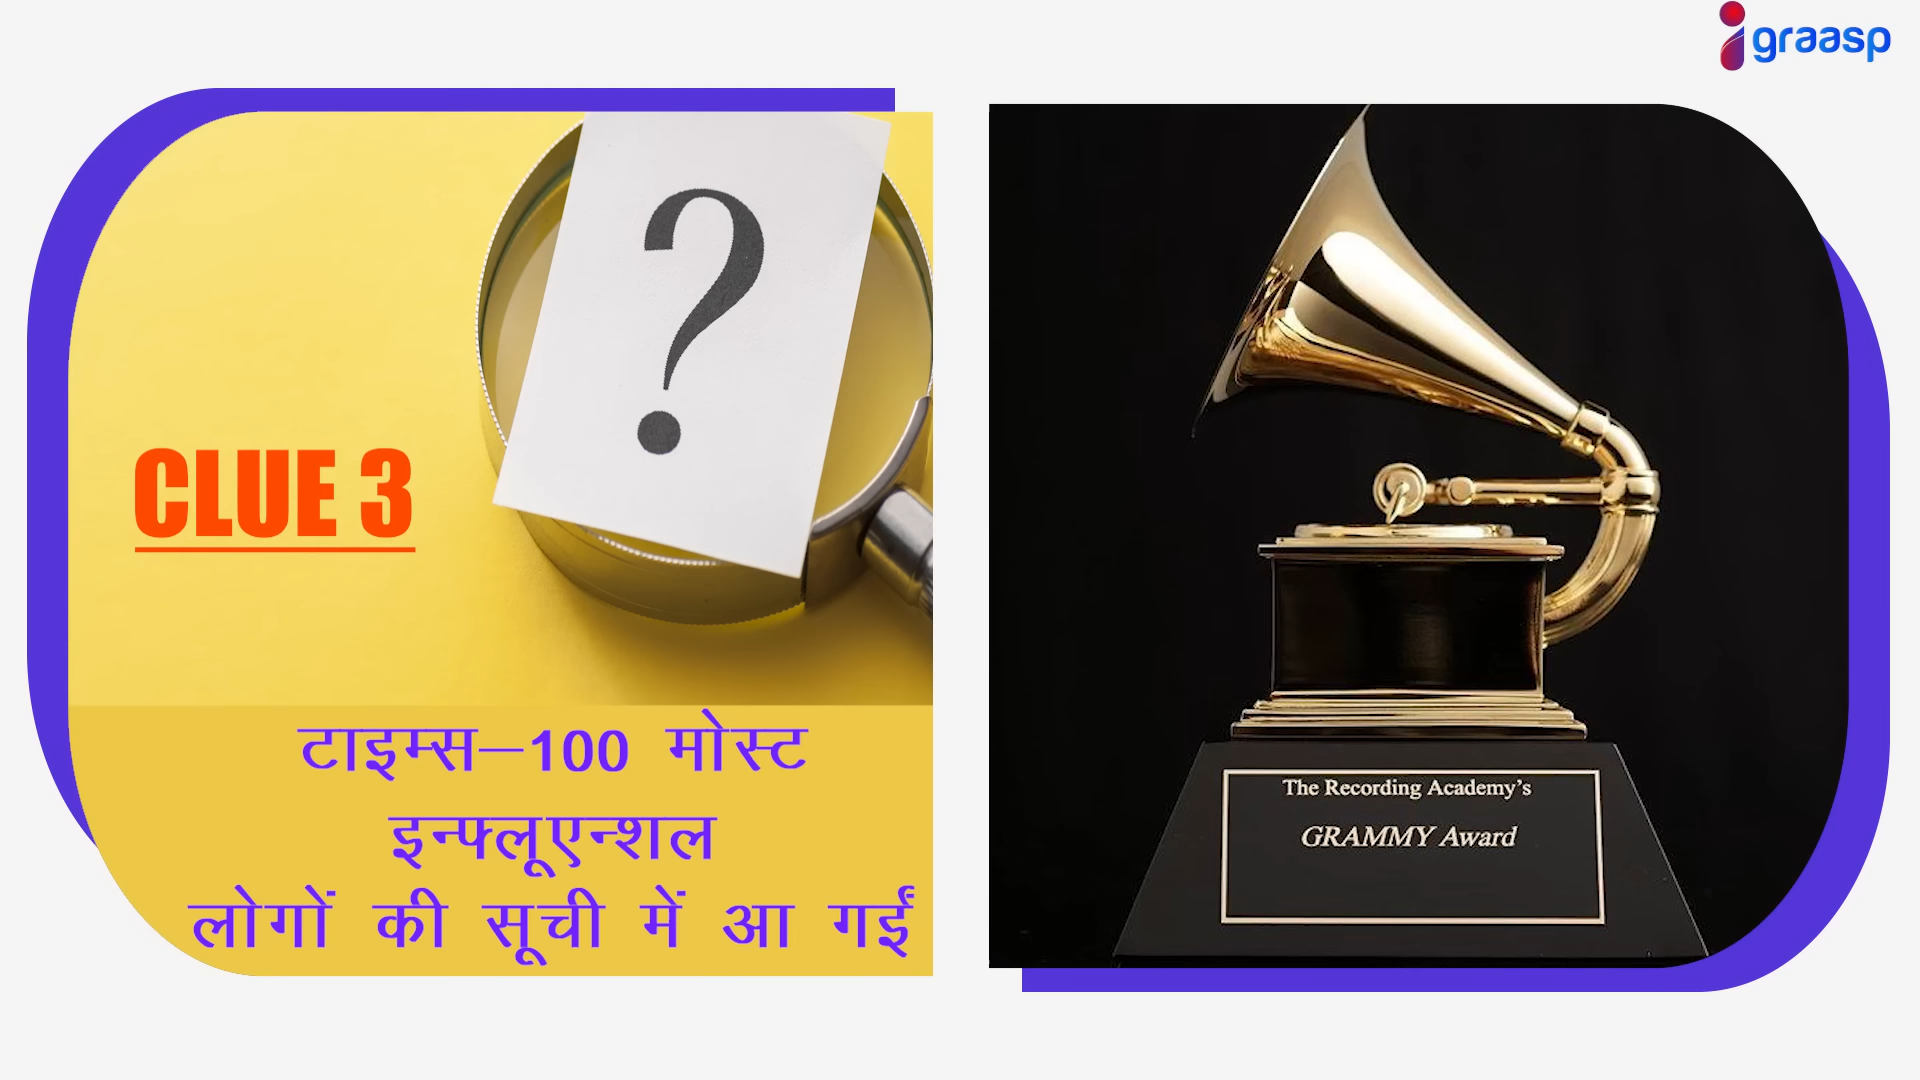 graasp
?
CLUE 3
टाइम्स–100 मोस्ट
इन्फ्लूएन्शल
लोगों की सूची में आ गईं
The Recording Academy’s
GRAMMY Award